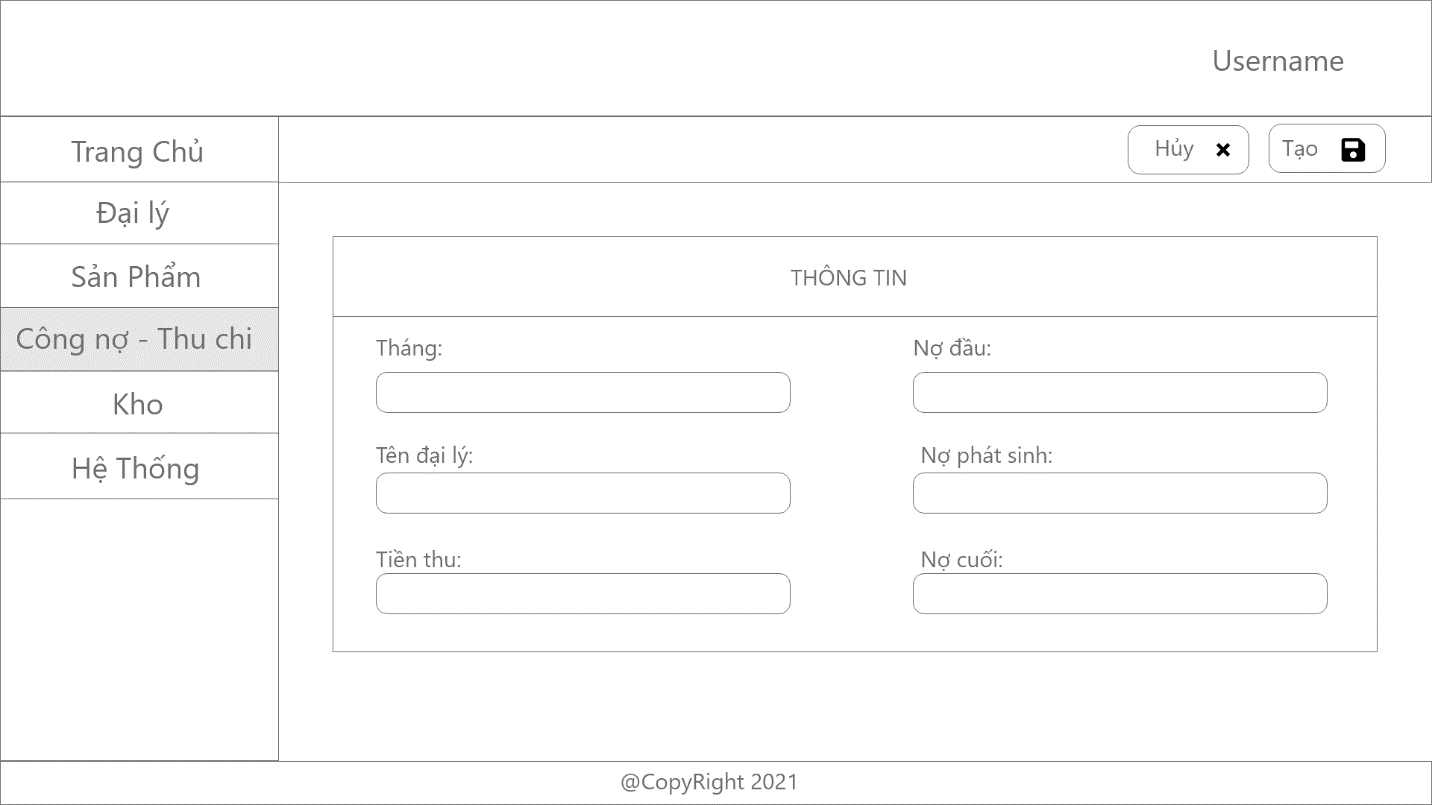 Username
Trang Chủ
Hủy
Tạo
Đại lý
Sản Phẩm
Công nợ - Thu chi
Kho
Hệ Thống
THÔNG TIN
Tháng:
Nợ đầu:
Tên đại lý:
Nợ phát sinh:
Tiền thu:
Nợ cuối:
@CopyRight 2021